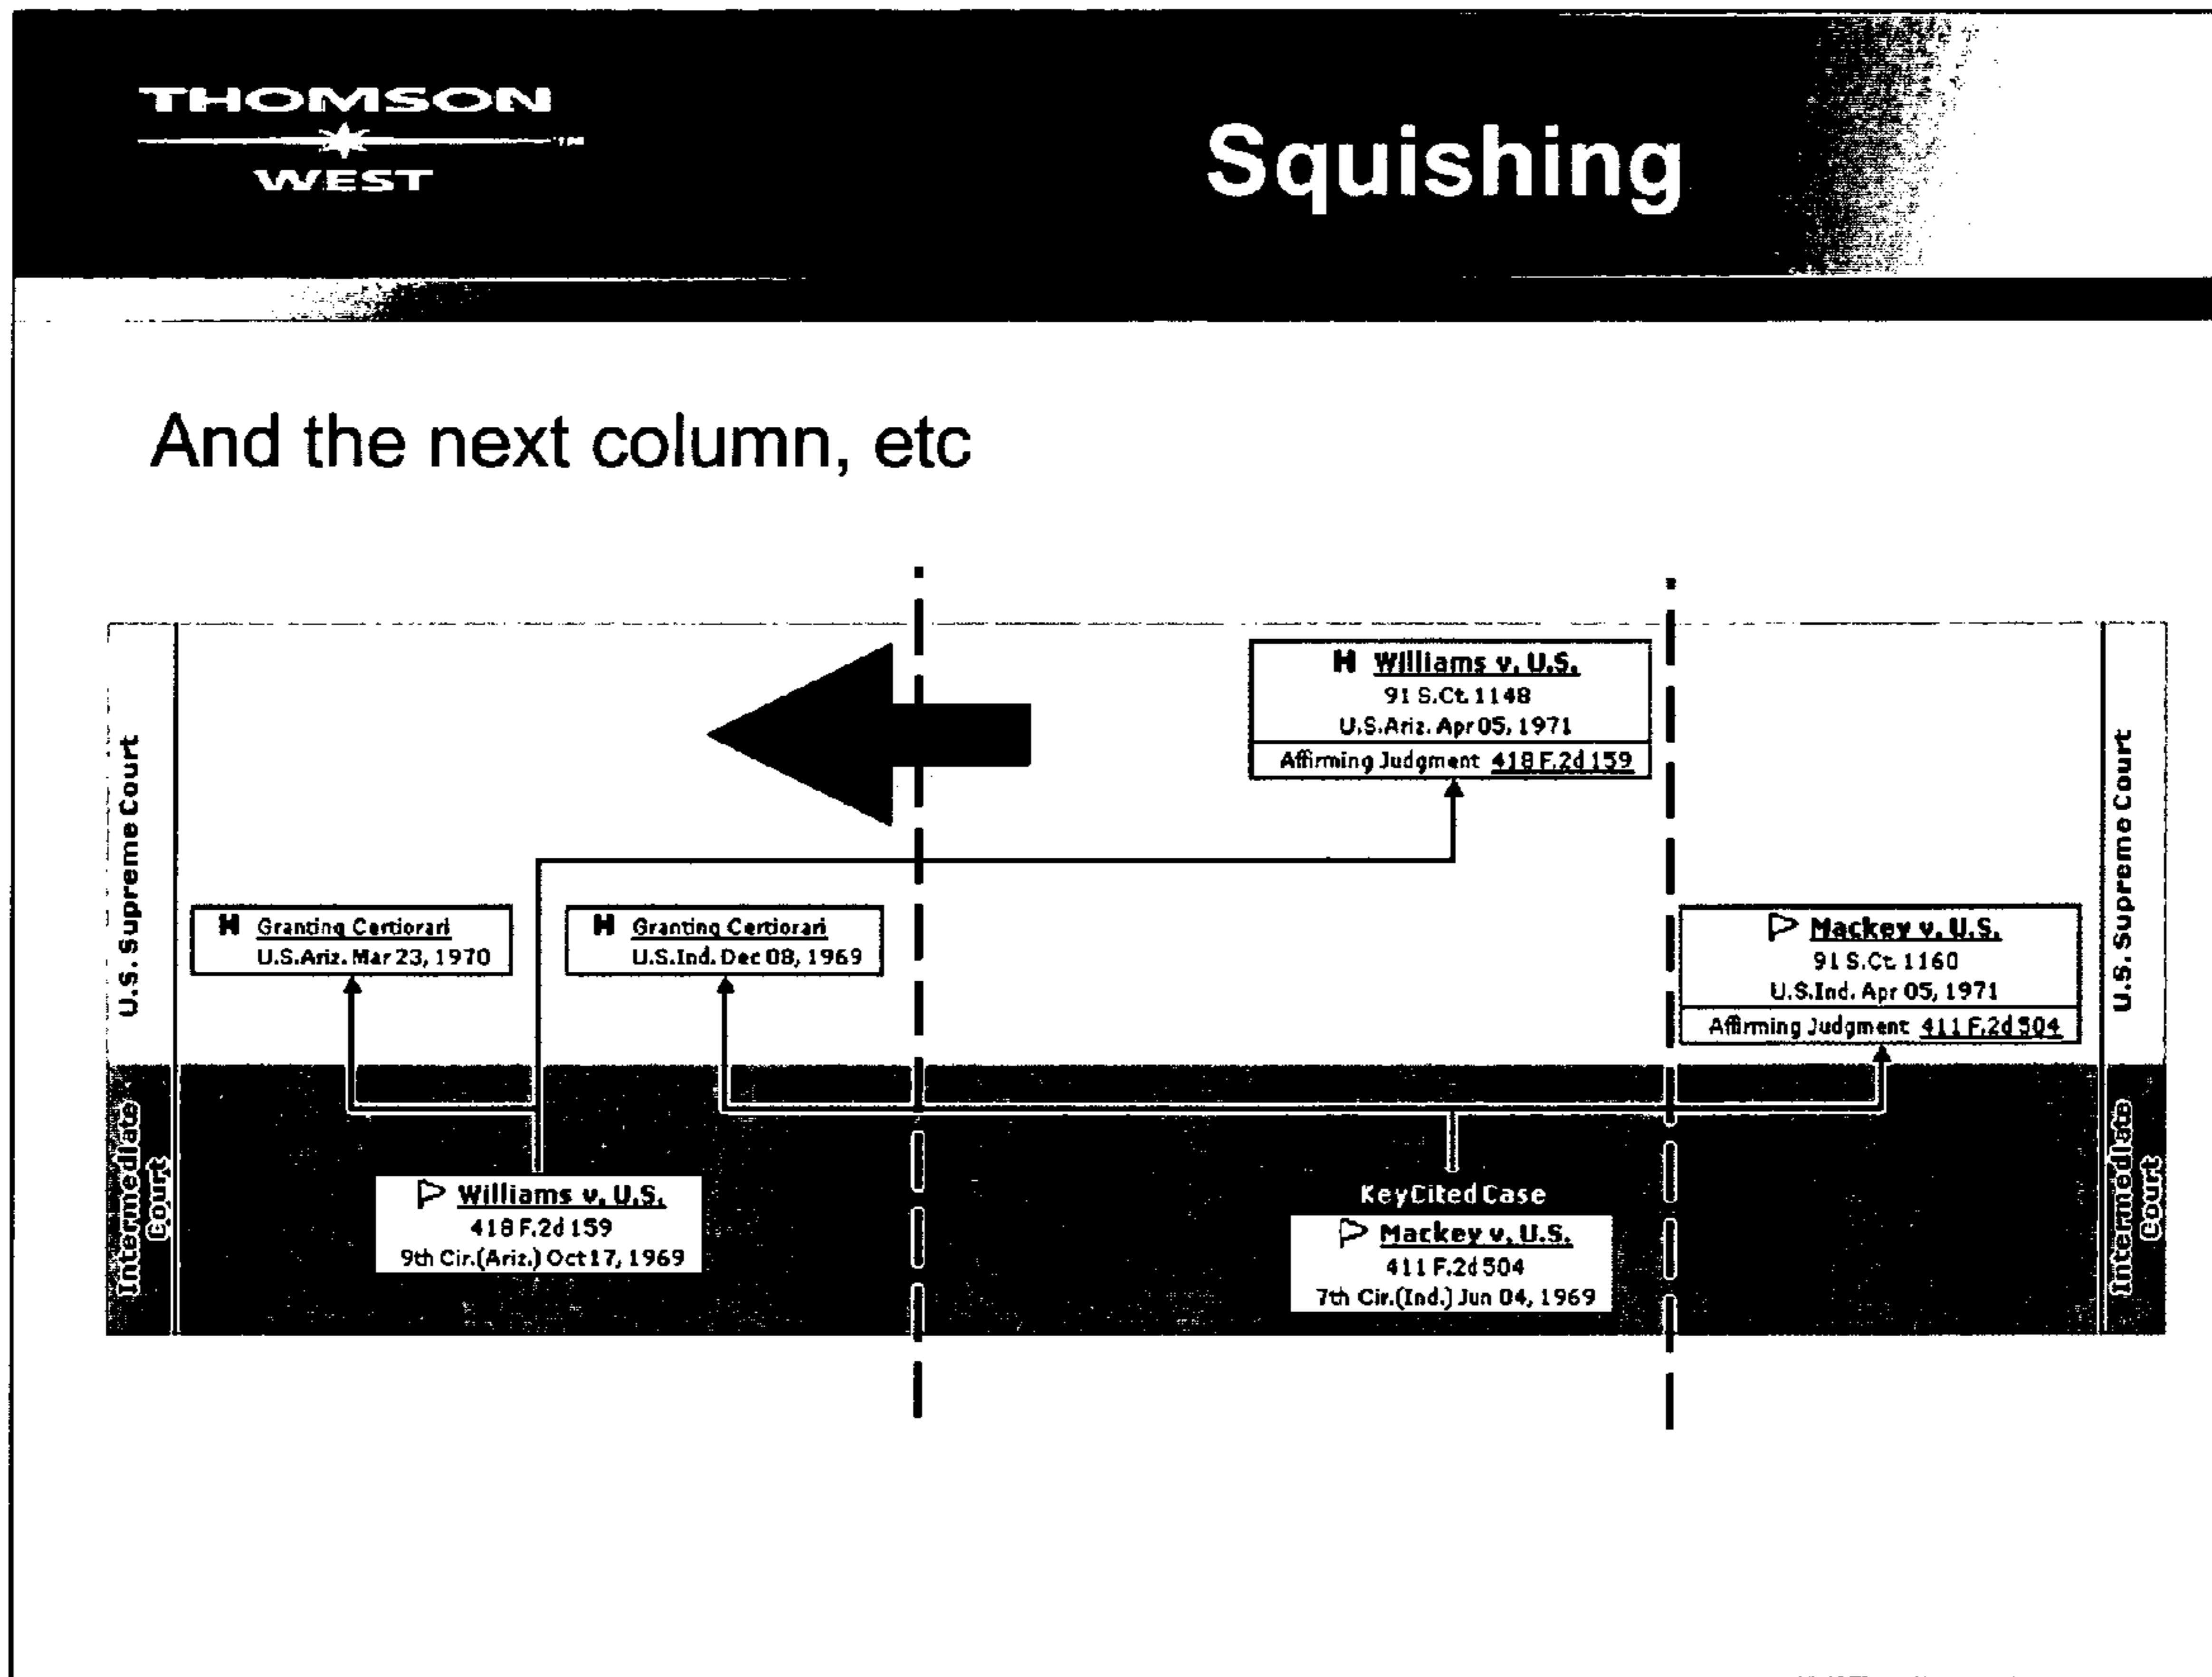 THOMSON
™
WEST
Squishing
And the next column, etc
U.S. Supreme Court
H Williams v. U.S.
91 S.Ct. 1148
U.S.Ariz. Apr 05, 1971
Affirming Judgment 418 F.2d 159
H Granting Certiorari
U.S.Ariz. Mar 23, 1970
H Granting Certiorari
U.S.Ind. Dec 08, 1969
Mackey v. U.S.
91 S.Ct. 1160
U.S.Ind. Apr 05, 1971
Affirming Judgment 411 F.2d 504
U.S. Supreme Court
Intermediate
Court
Williams v. U.S.
418 F.2d 159
9th Cir.(Ariz.) Oct 17, 1969
KeyCited Case
Mackey v. U.S.
411 F.2d 504
7th Cir.(Ind.) Jun 04, 1969
Intermediate
Court